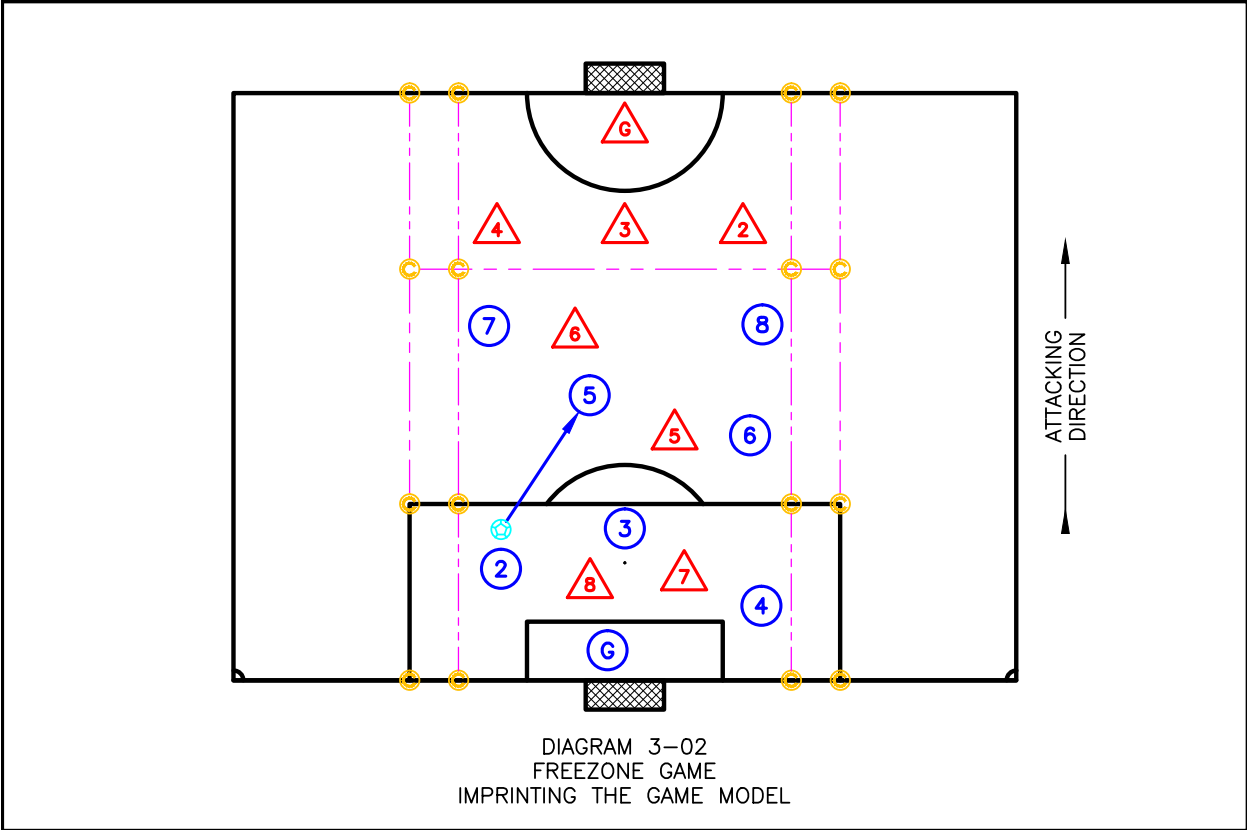 G
4 3 2
7 6 8
5
5 6
3
2 8 7
4
G
ATTACKING
DIRECTION
DIAGRAM 3-02
FREEZONE GAME
IMPRINTING THE GAME MODEL